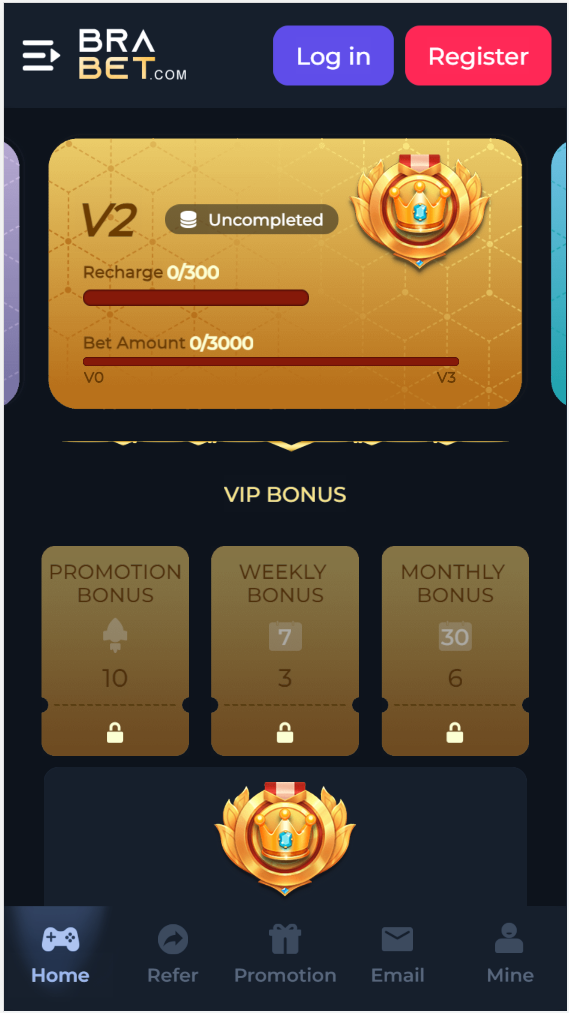 BRA
BET.COM
Log in
Register
V2
Uncompleted
Recharge 0/300
Bet Amount 0/3000
V0
V3
VIP BONUS
PROMOTION
BONUS
WEEKLY
BONUS
MONTHLY
BONUS
7
30
10
3
6
Home
Refer
Promotion
Email
Mine